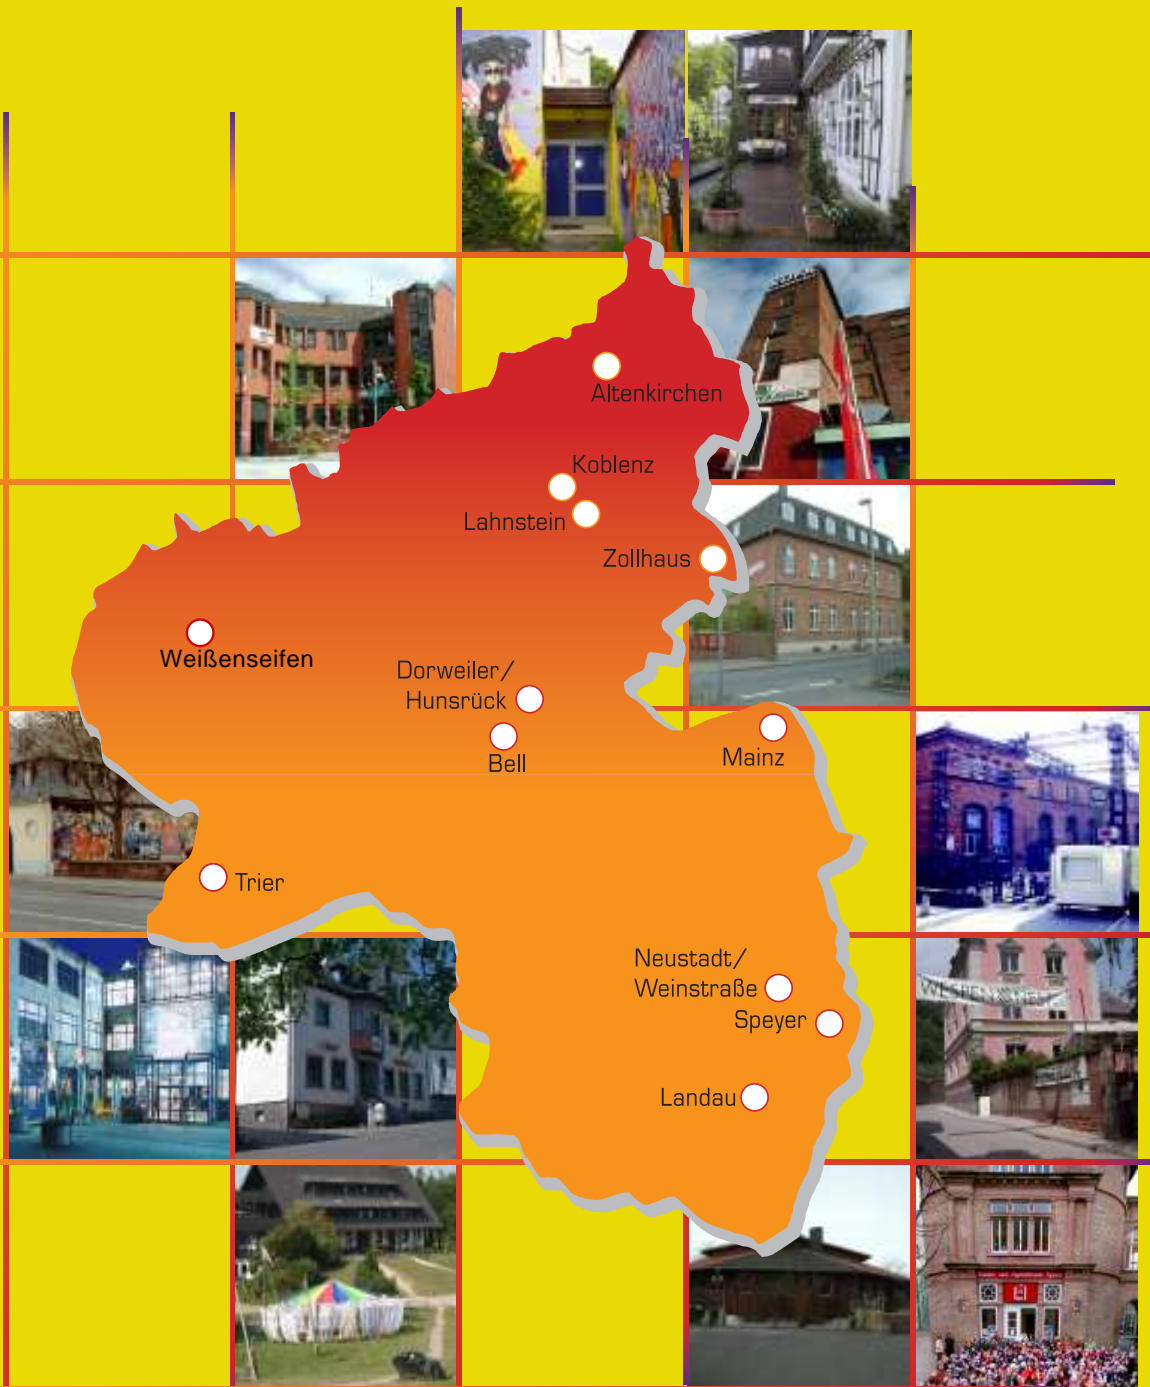 Altenkirchen
Koblenz
Lahnstein
Zollhaus
Weißenseifen
Dorweiler/
Hunsrück
Bell
Mainz
Trier
Neustadt/
Weinstraße
Speyer
Landau